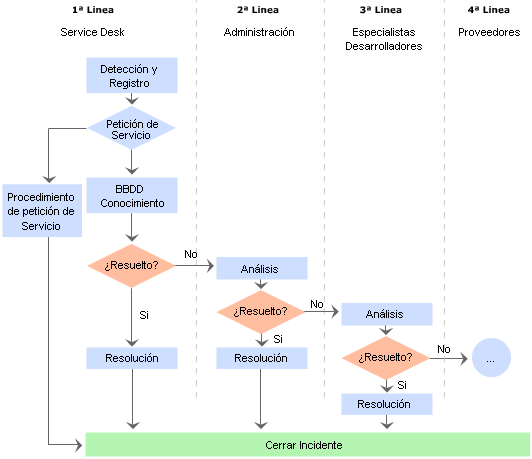 1ª Linea
2ª Linea
3ª Linea
4ª Linea
Service Desk
Administración
Especialistas
Desarrolladores
Proveedores
Detección y
Registro
Petición de
Servicio
Procedimiento
de petición de
Servicio
BBDD
Conocimiento
¿Resuelto?
No
Análisis
Si
¿Resuelto?
No
Análisis
Si
¿Resuelto?
No
...
Si
Resolución
Resolución
Resolución
Cerrar Incidente